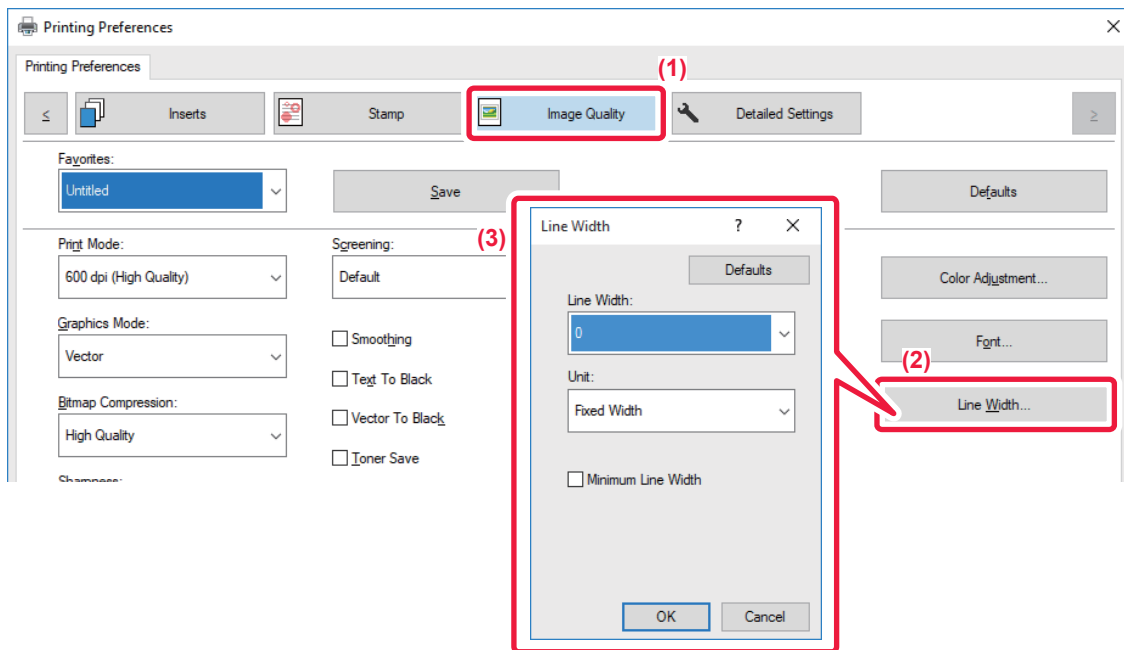 Printing Preferences
Printing Preferences
(1)
≤ Inserts Stamp Image Quality Detailed Settings ≥
Favorites:
Untitled Save Defaults
(3)
Print Mode:
600 dpi (High Quality)
Screening:
Default
Color Adjustment...
Graphics Mode:
Vector
Smoothing
Font...
Text To Black
(2)
Bitmap Compression:
High Quality
Vector To Black
Line Width...
Toner Save
Sharpness:
Line Width ?
Defaults
Line Width:
0
Unit:
Fixed Width
Minimum Line Width
OK Cancel